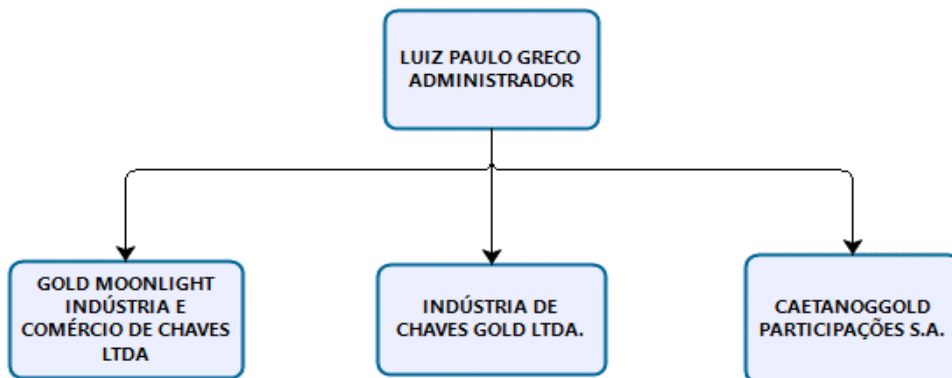 LUIZ PAULO GRECO
ADMINISTRADOR
GOLD MOONLIGHT
INDÚSTRIA E
COMÉRCIO DE CHAVES
LTDA
INDÚSTRIA DE
CHAVES GOLD LTDA.
CAETANOGGOLD
PARTICIPAÇÕES S.A.